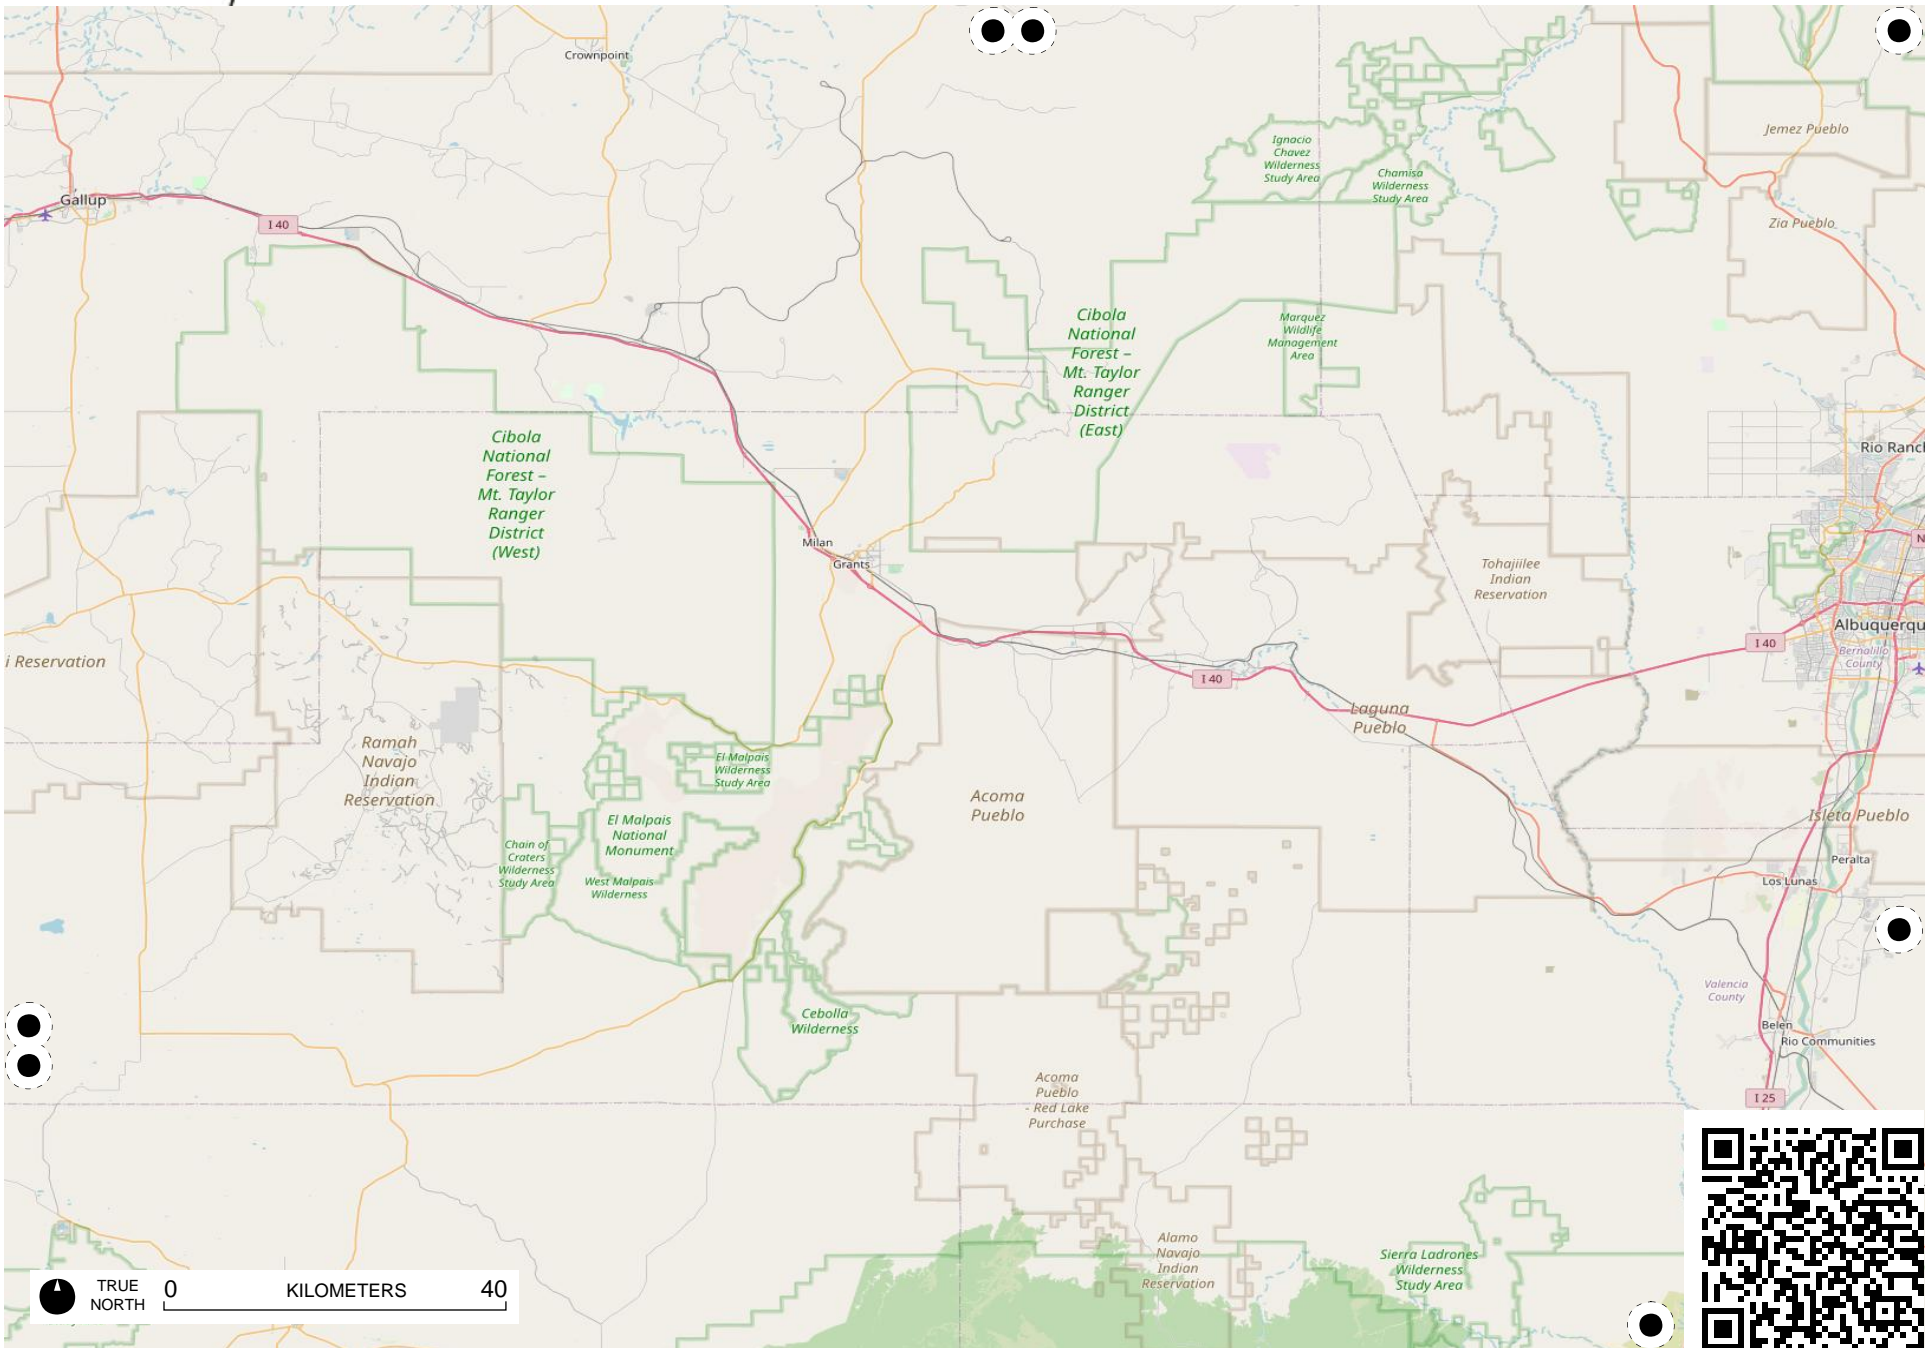 Crownpoint
Ignacio
Chavez
Wilderness
Study Area
Chamisa
Wilderness
Study Area
Jemez Pueblo
Gallup
I 40
Zia Pueblo
Cibola
National
Forest –
Mt. Taylor
Ranger
District
(East)
Marquez
Wildlife
Management
Area
Cibola
National
Forest –
Mt. Taylor
Ranger
District
(West)
Rio Ranch
Milan
Grants
N
Tohajiilee
Indian
Reservation
Albuquerqu
I 40
Bernalillo
County
i Reservation
I 40
Laguna
Pueblo
Ramah
Navajo
Indian
Reservation
El Malpais
Wilderness
Study Area
Acoma
Pueblo
El Malpais
National
Monument
Isleta Pueblo
Chain of
Craters
Wilderness
Study Area
West Malpais
Wilderness
Peralta
Los Lunas
Valencia
County
Cebolla
Wilderness
Belen
Rio Communities
Acoma
Pueblo
- Red Lake
Purchase
I 25
Alamo
Navajo
Indian
Reservation
Sierra Ladrones
Wilderness
Study Area
TRUE
NORTH
0 KILOMETERS 40